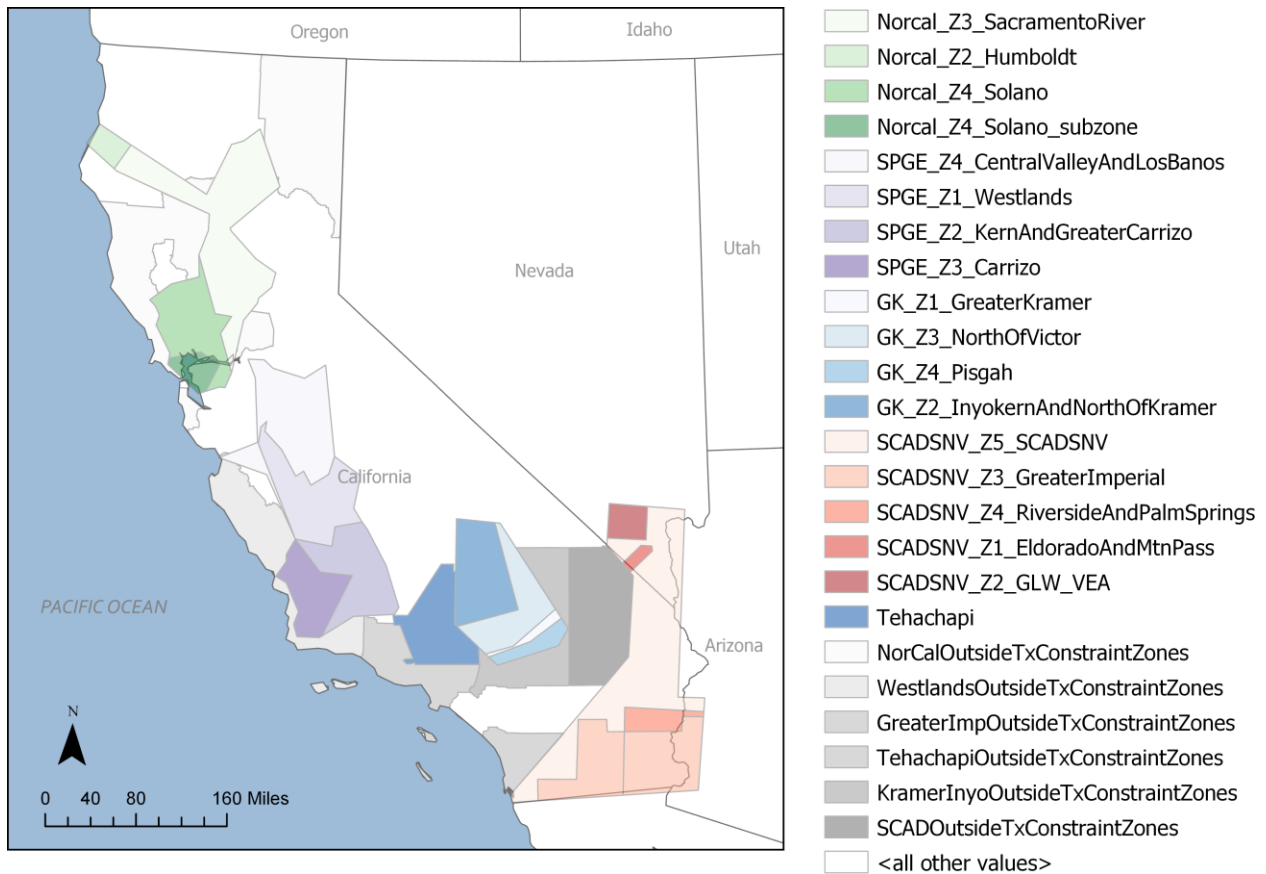 Oregon
Idaho
Nevada
Utah
California
PACIFIC OCEAN
Arizona
N
0 40 80 160 Miles
Norcal_Z3_SacramentoRiver
Norcal_Z2_Humboldt
Norcal_Z4_Solano
Norcal_Z4_Solano_subzone
SPGE_Z4_CentralValleyAndLosBanos
SPGE_Z1_Westlands
SPGE_Z2_KernAndGreaterCarrizo
SPGE_Z3_Carrizo
GK_Z1_GreaterKramer
GK_Z3_NorthOfVictor
GK_Z4_Pisgah
GK_Z2_InyokernAndNorthOfKramer
SCADSNV_Z5_SCADSNV
SCADSNV_Z3_GreaterImperial
SCADSNV_Z4_RiversideAndPalmSprings
SCADSNV_Z1_EldoradoAndMtnPass
SCADSNV_Z2_GLW_VEA
Tehachapi
NorCalOutsideTxConstraintZones
WestlandsOutsideTxConstraintZones
GreaterImpOutsideTxConstraintZones
TehachapiOutsideTxConstraintZones
KramerInyoOutsideTxConstraintZones
SCADOutsideTxConstraintZones
<all other values>